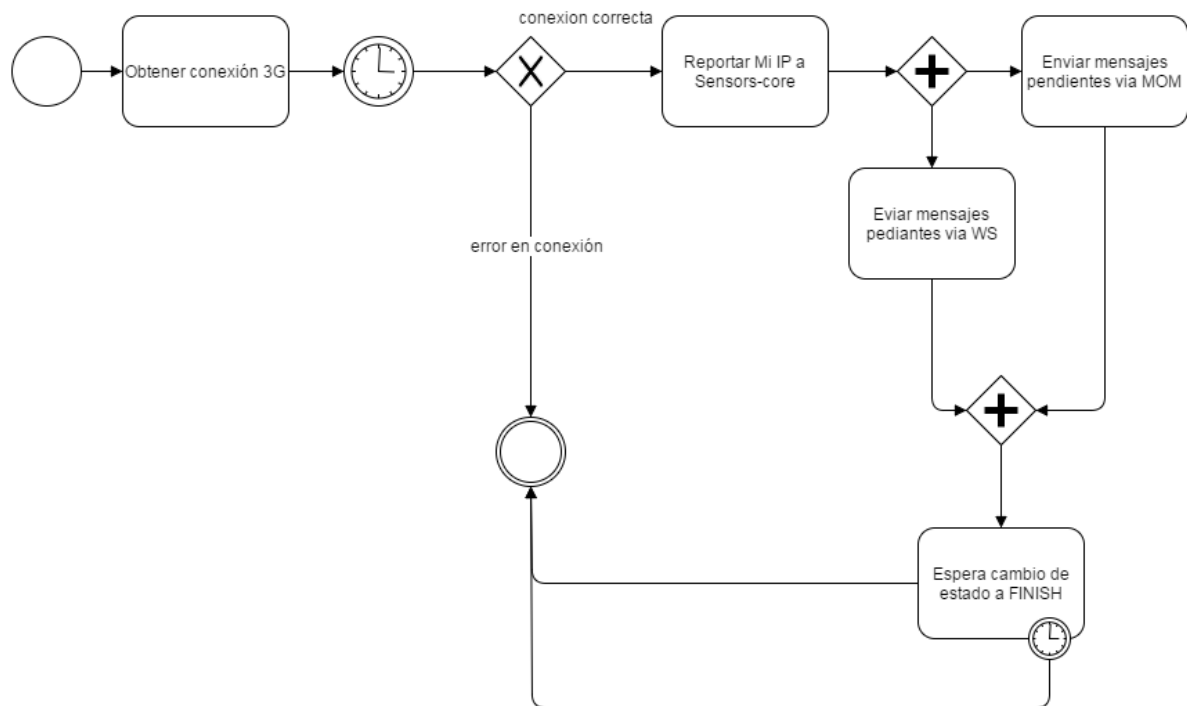 conexion correcta
Obtener conexión 3G
Reportar Mi IP a
Sensors-core
Enviar mensajes
pendientes via MOM
Eviar mensajes
pediantes via WS
error en conexión
Espera cambio de
estado a FINISH